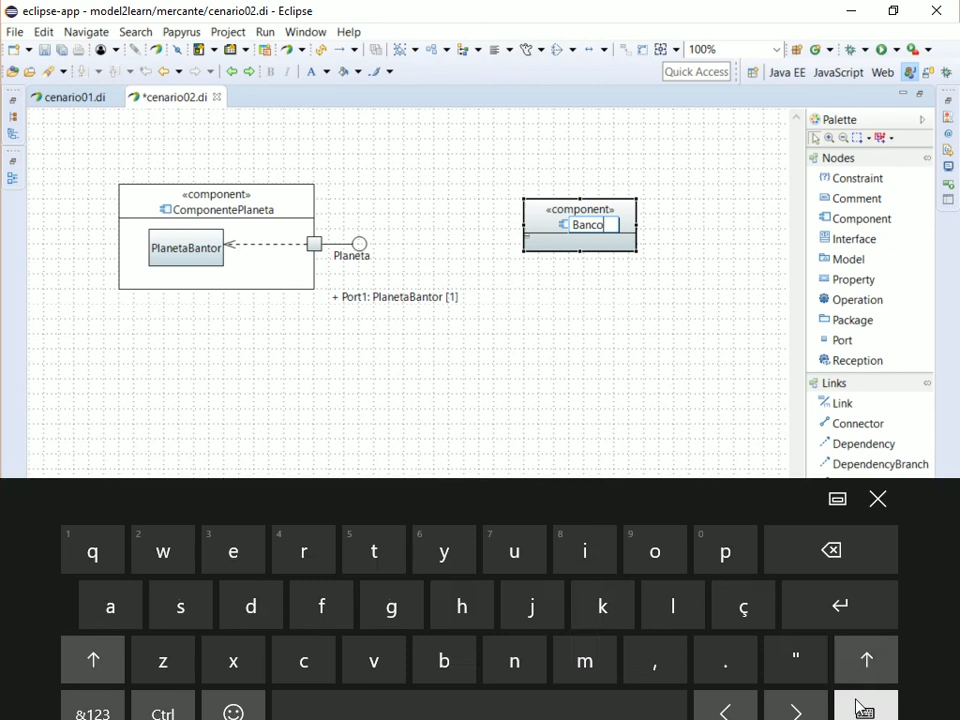 eclipse-app - model2learn/mercante/cenario02.di - Eclipse
File Edit Navigate Search Papyrus Project Run Window Help
100%
B I A
Quick Access Java EE JavaScript Web
cenario01.di *cenario02.di
Palette
Nodes
Constraint
Comment
Component
Interface
Model
Property
Operation
Package
Port
Reception
Links
Link
Connector
Dependency
DependencyBranch
«component»
ComponentePlaneta
PlanetaBantor
Planeta
+ Port1: PlanetaBantor [1]
«component»
Banco
1 2 3 4 5 6 7 8 9 0
q w e r t y u i o p
a s d f g h j k l ç
z x c v b n m , . "
&123 Ctrl